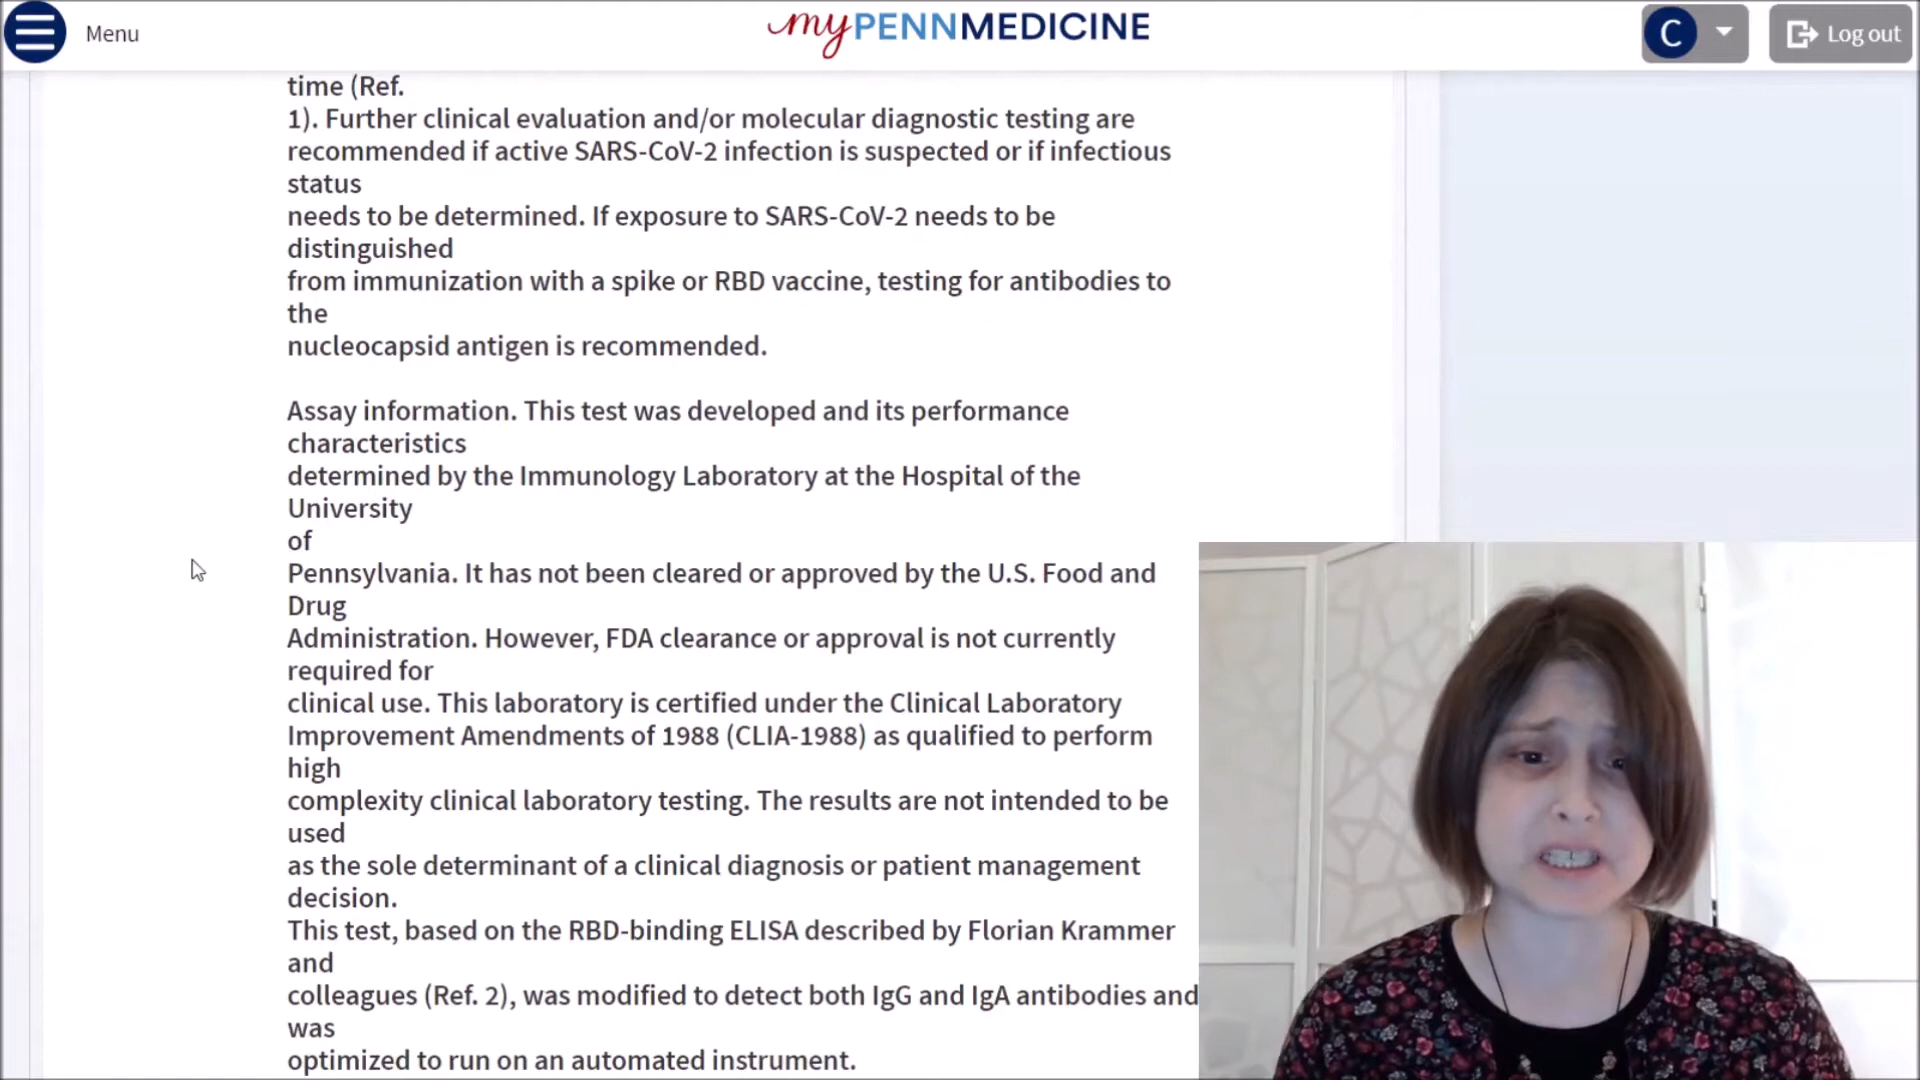 Menu
myPENNMEDICINE
C
Log out
time (Ref.
1). Further clinical evaluation and/or molecular diagnostic testing are
recommended if active SARS-CoV-2 infection is suspected or if infectious
status
needs to be determined. If exposure to SARS-CoV-2 needs to be
distinguished
from immunization with a spike or RBD vaccine, testing for antibodies to
the
nucleocapsid antigen is recommended.
Assay information. This test was developed and its performance
characteristics
determined by the Immunology Laboratory at the Hospital of the
University
of
Pennsylvania. It has not been cleared or approved by the U.S. Food and
Drug
Administration. However, FDA clearance or approval is not currently
required for
clinical use. This laboratory is certified under the Clinical Laboratory
Improvement Amendments of 1988 (CLIA-1988) as qualified to perform
high
complexity clinical laboratory testing. The results are not intended to be
used
as the sole determinant of a clinical diagnosis or patient management
decision.
This test, based on the RBD-binding ELISA described by Florian Krammer
and
colleagues (Ref. 2), was modified to detect both IgG and IgA antibodies and
was
optimized to run on an automated instrument.